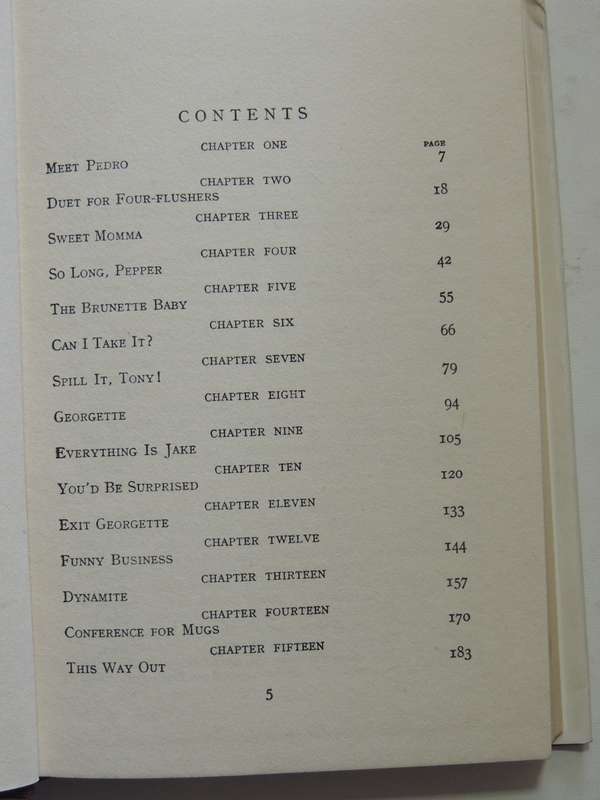 CONTENTS
CHAPTER ONE PAGE
MEET PEDRO 7
CHAPTER TWO
DUET FOR FOUR-FLUSHERS 18
CHAPTER THREE
SWEET MOMMA 29
CHAPTER FOUR
SO LONG, PEPPER 42
CHAPTER FIVE
THE BRUNETTE BABY 55
CHAPTER SIX
CAN I TAKE IT? 66
CHAPTER SEVEN
SPILL IT, TONY! 79
CHAPTER EIGHT
GEORGETTE 94
CHAPTER NINE
EVERYTHING IS JAKE 105
CHAPTER TEN
YOU'D BE SURPRISED 120
CHAPTER ELEVEN
EXIT GEORGETTE 133
CHAPTER TWELVE
FUNNY BUSINESS 144
CHAPTER THIRTEEN
DYNAMITE 157
CHAPTER FOURTEEN
CONFERENCE FOR MUGS 170
CHAPTER FIFTEEN
THIS WAY OUT 183
5